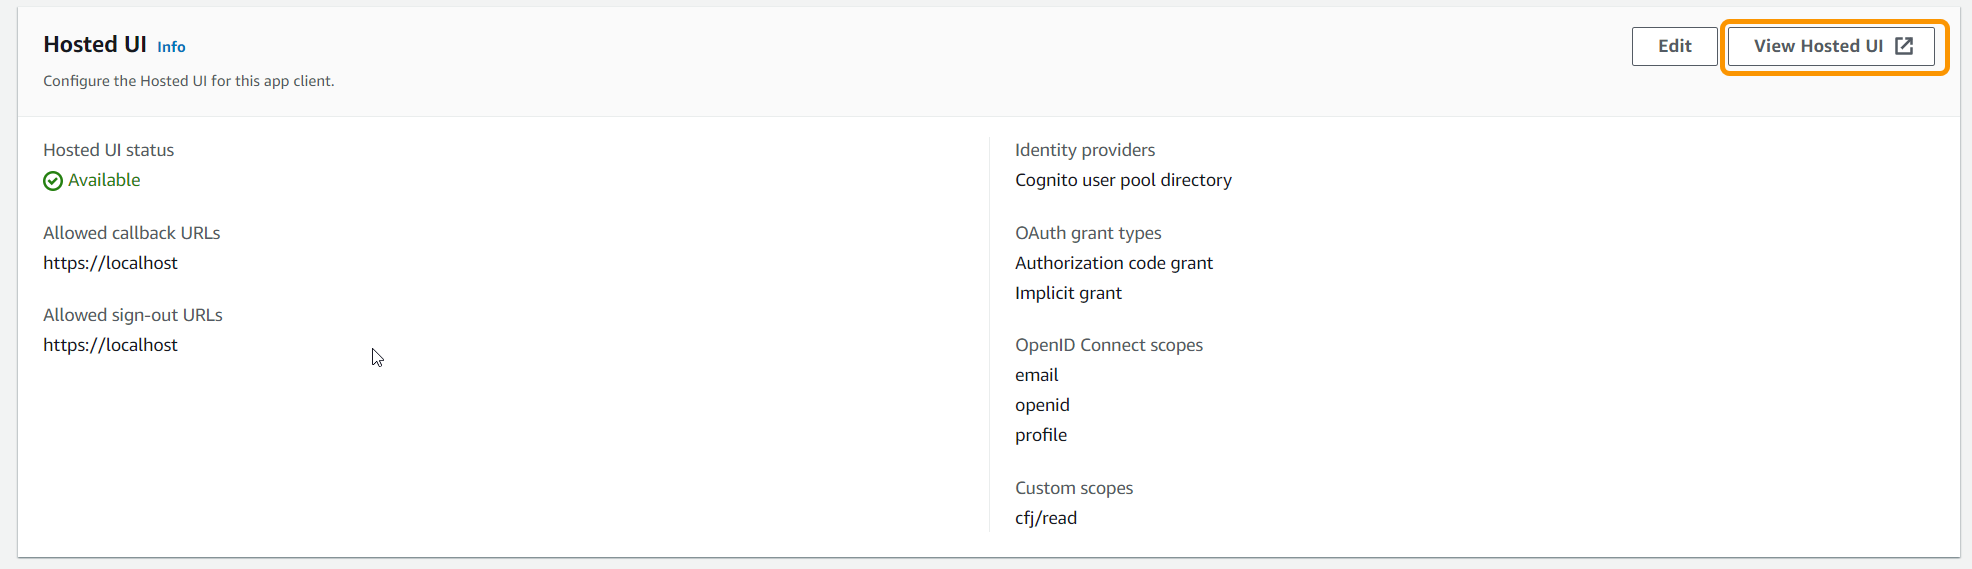 Hosted UI Info
Edit
View Hosted UI
Configure the Hosted UI for this app client.
Hosted UI status
Available
Allowed callback URLs
https://localhost
Allowed sign-out URLs
https://localhost
Identity providers
Cognito user pool directory
OAuth grant types
Authorization code grant
Implicit grant
OpenID Connect scopes
email
openid
profile
Custom scopes
cfj/read